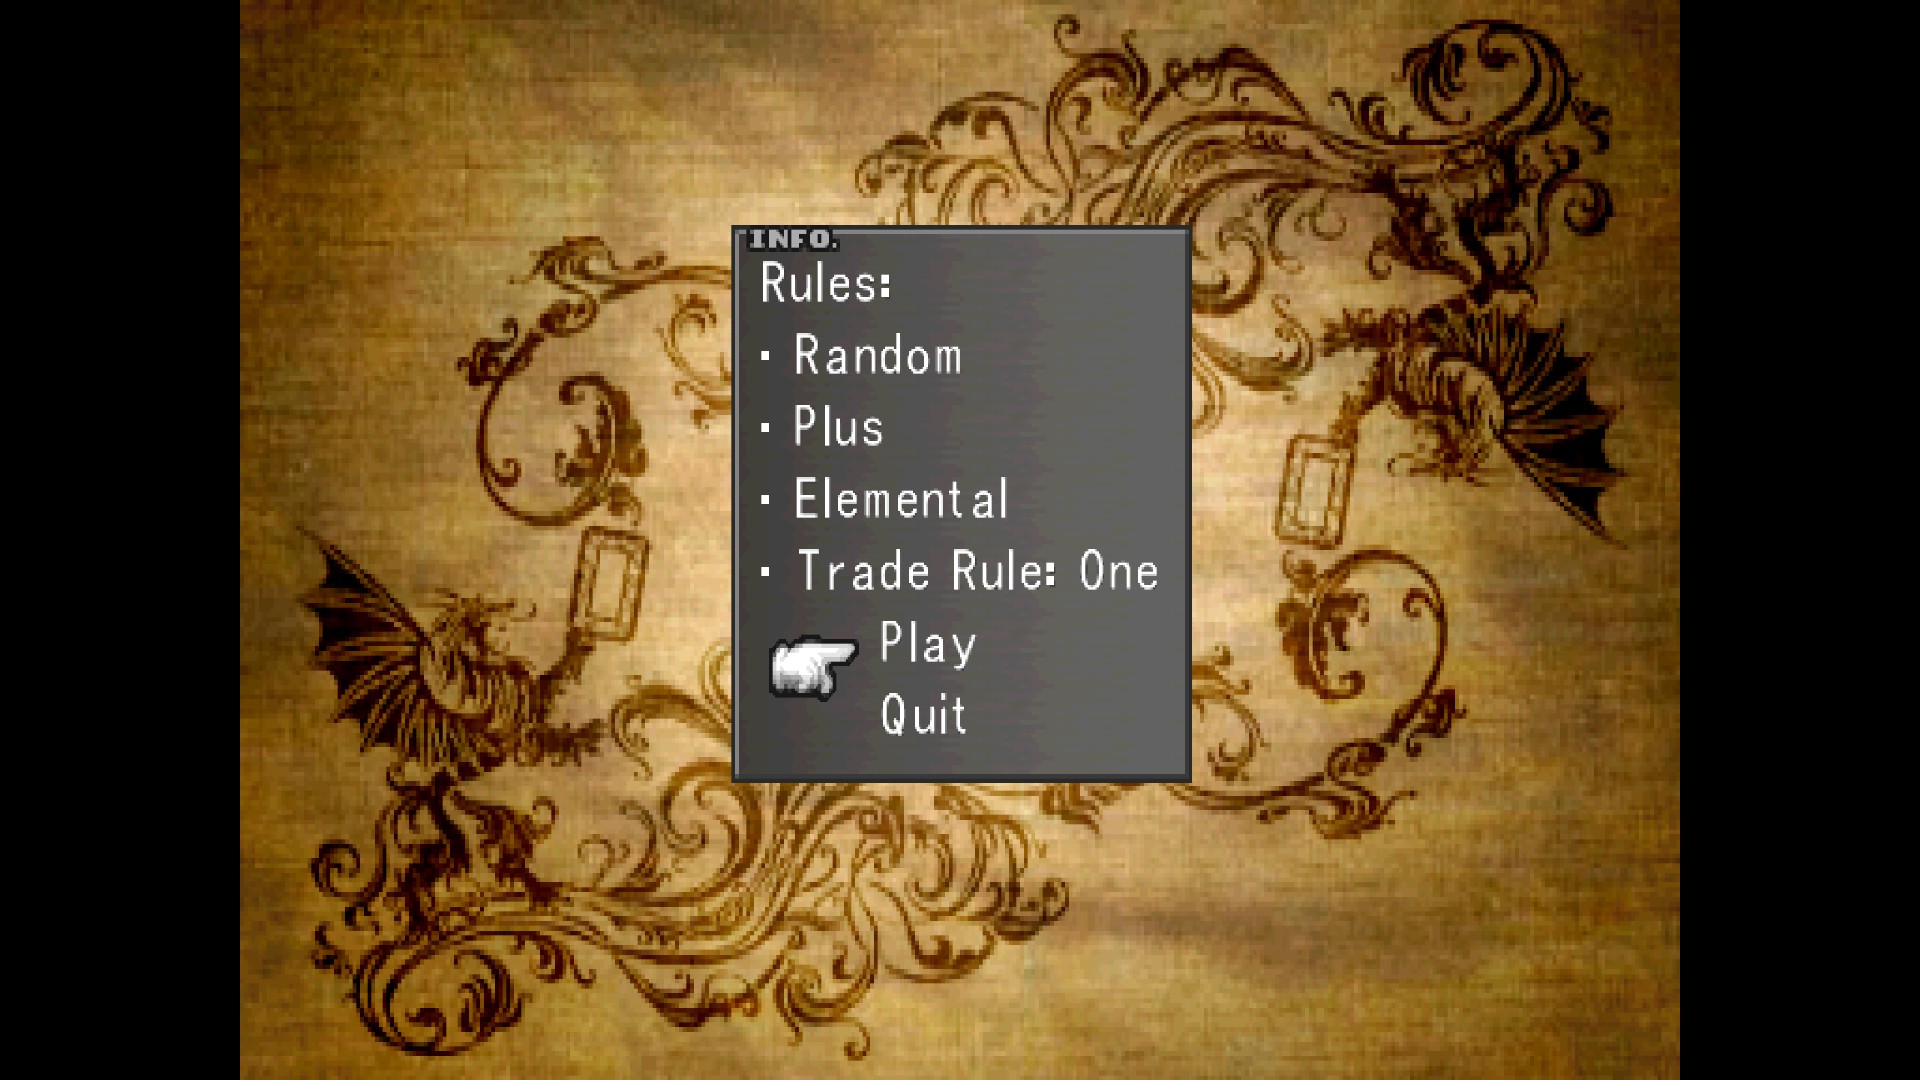 INFO.
Rules:
· Random
· Plus
· Elemental
· Trade Rule: One
Play
Quit